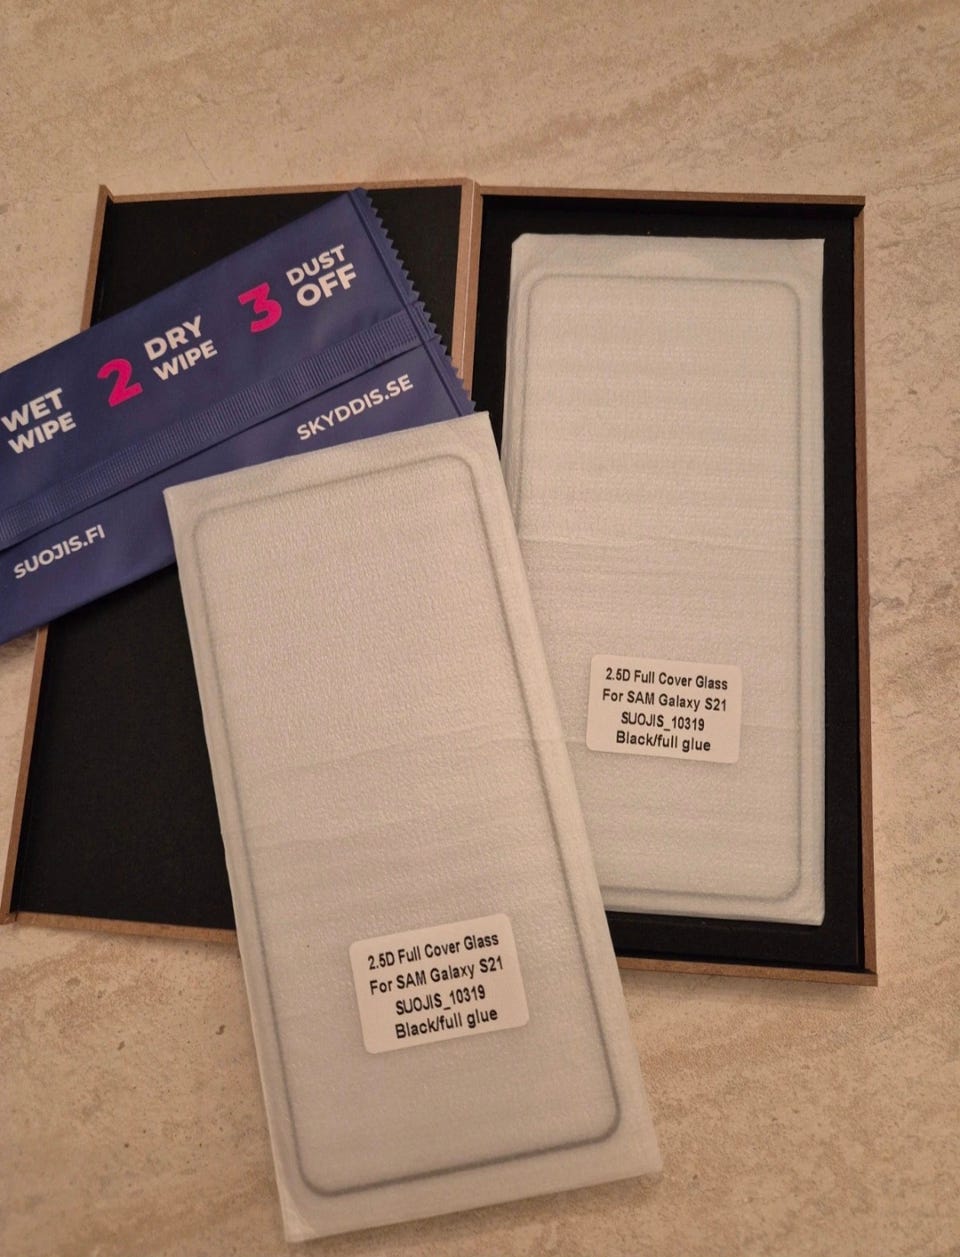 WET
WIPE
2 DRY
WIPE
3 DUST
OFF
SKYDDIS.SE
SUOJIS.FI
2.5D Full Cover Glass
For SAM Galaxy S21
SUOJIS_10319
Black/full glue
2.5D Full Cover Glass
For SAM Galaxy S21
SUOJIS_10319
Black/full glue